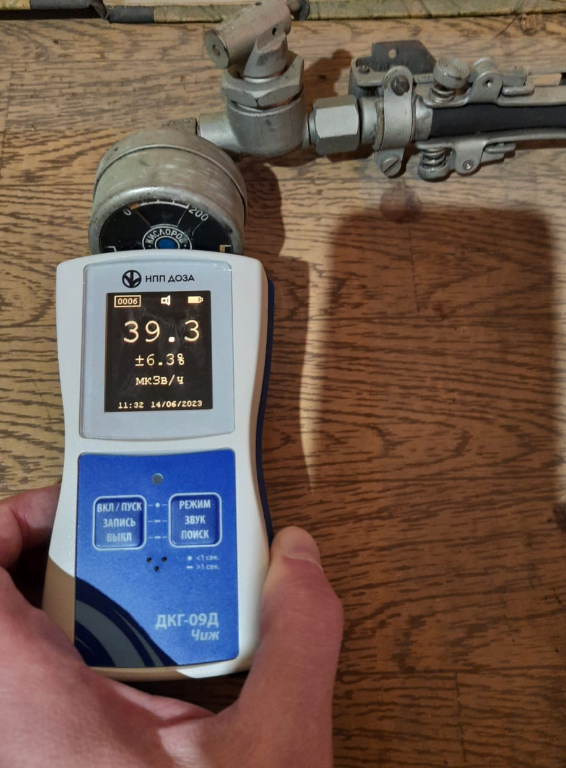 0
200
КИСЛОРОД
НПП ДОЗА
0006
39.3
±6.3%
мкЗв/ч
11:32 14/06/2023
ВКЛ / ПУСК
ЗАПИСЬ
ВЫКЛ
РЕЖИМ
ЗВУК
ПОИСК
<1 сек.
>1 сек.
ДКГ-09Д
Чиж